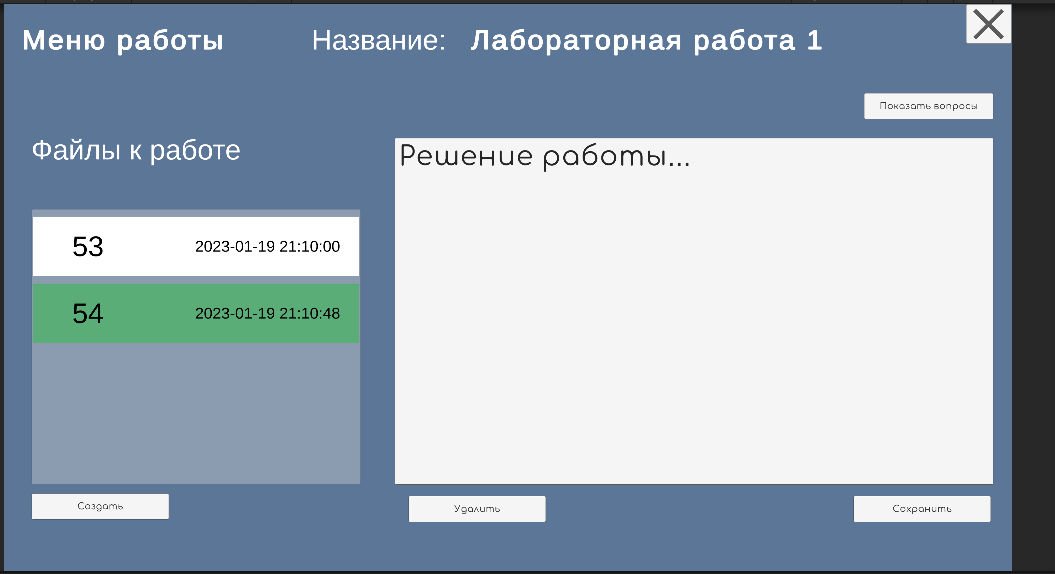 Меню работы
Название: Лабораторная работа 1
Показать вопросы
Файлы к работе
Решение работы...
53 2023-01-19 21:10:00
54 2023-01-19 21:10:48
Создать
Удалить
Сохранить